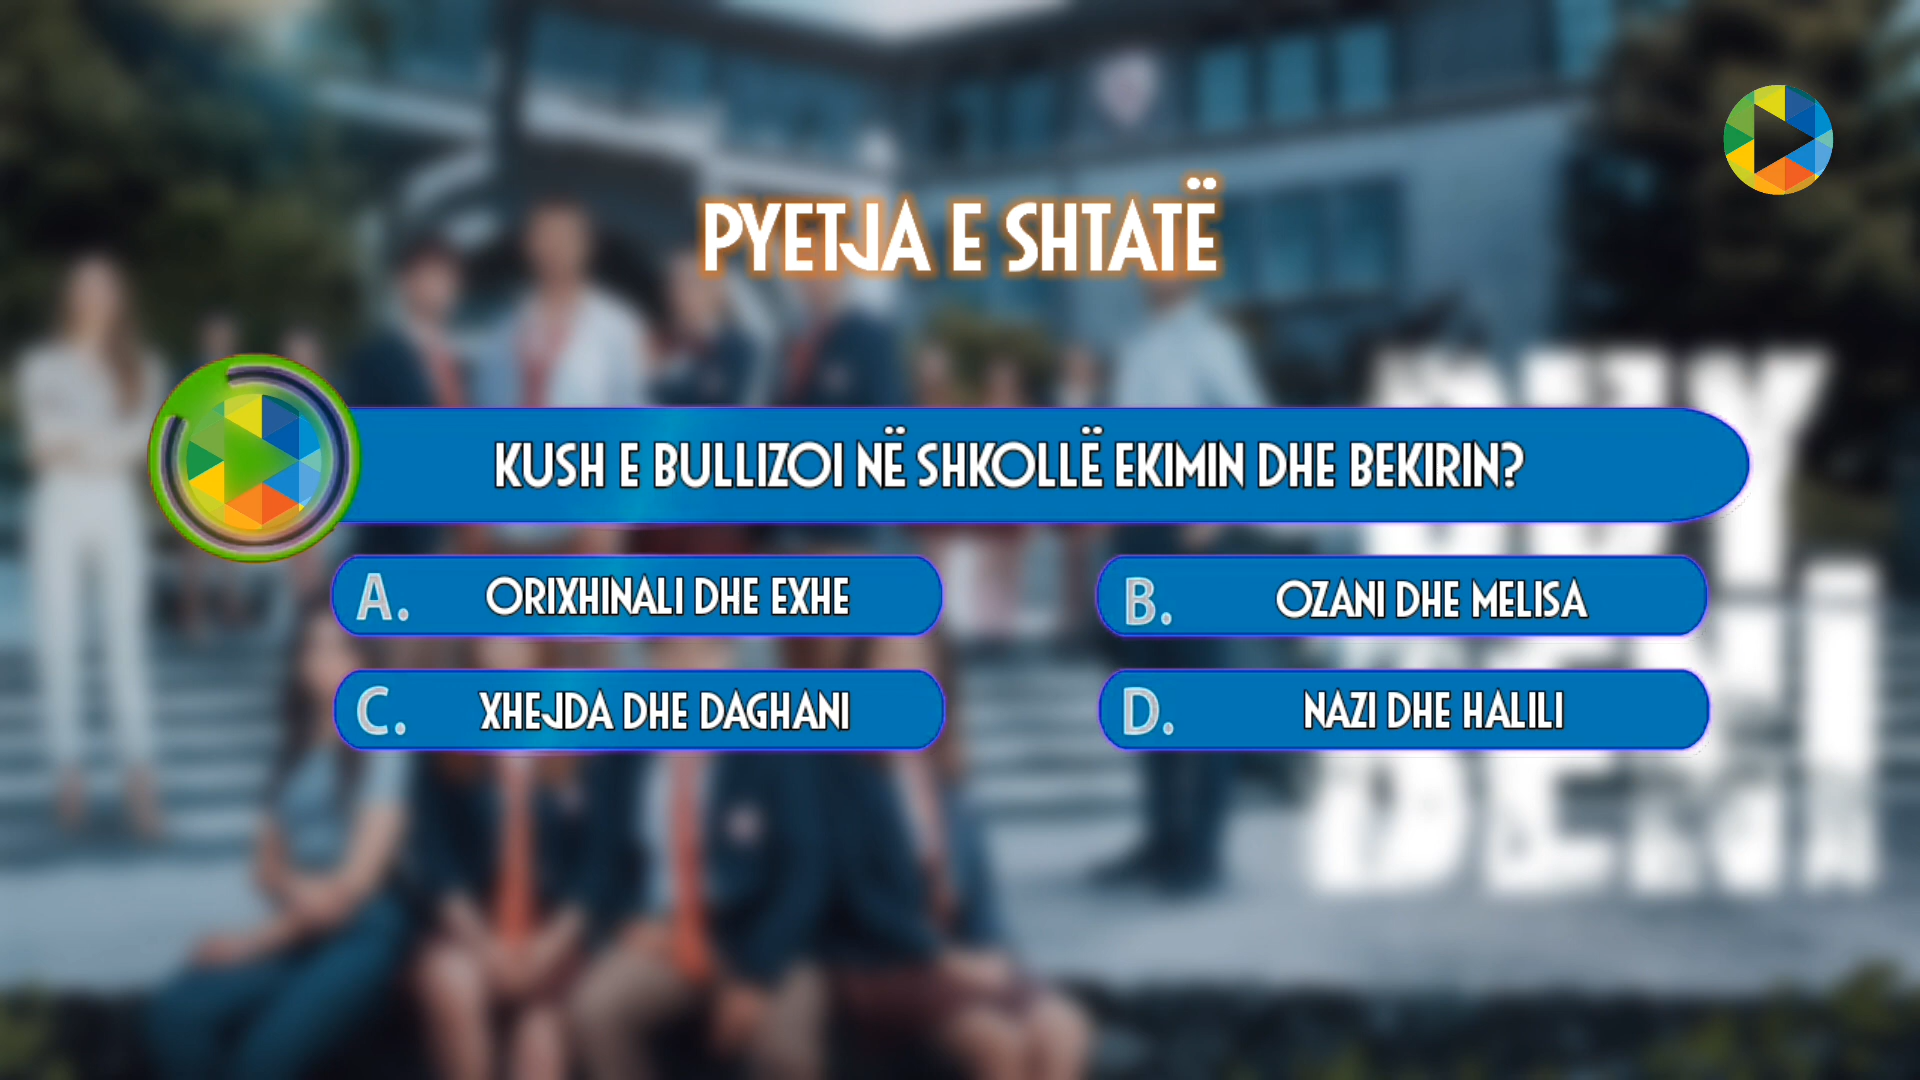 PYETJA E SHTATË
KUSH E BULLIZOI NË SHKOLLË EKIMIN DHE BEKIRIN?
A. ORIXHINALI DHE EXHE
B. OZANI DHE MELISA
C. XHEJDA DHE DAGHANI
D. NAZI DHE HALILI